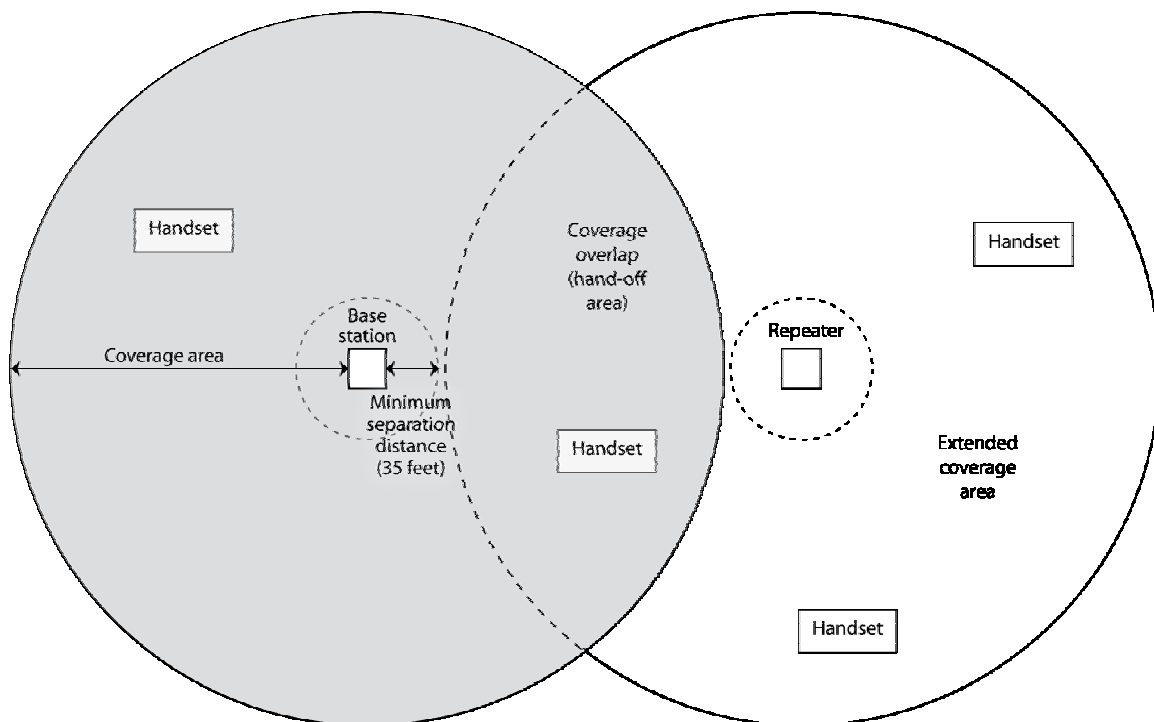 Handset
Coverage
overlap
(hand-off
area)
Handset
Base
station
Repeater
Coverage area
Minimum
separation
distance
(35 feet)
Handset
Extended
coverage
area
Handset